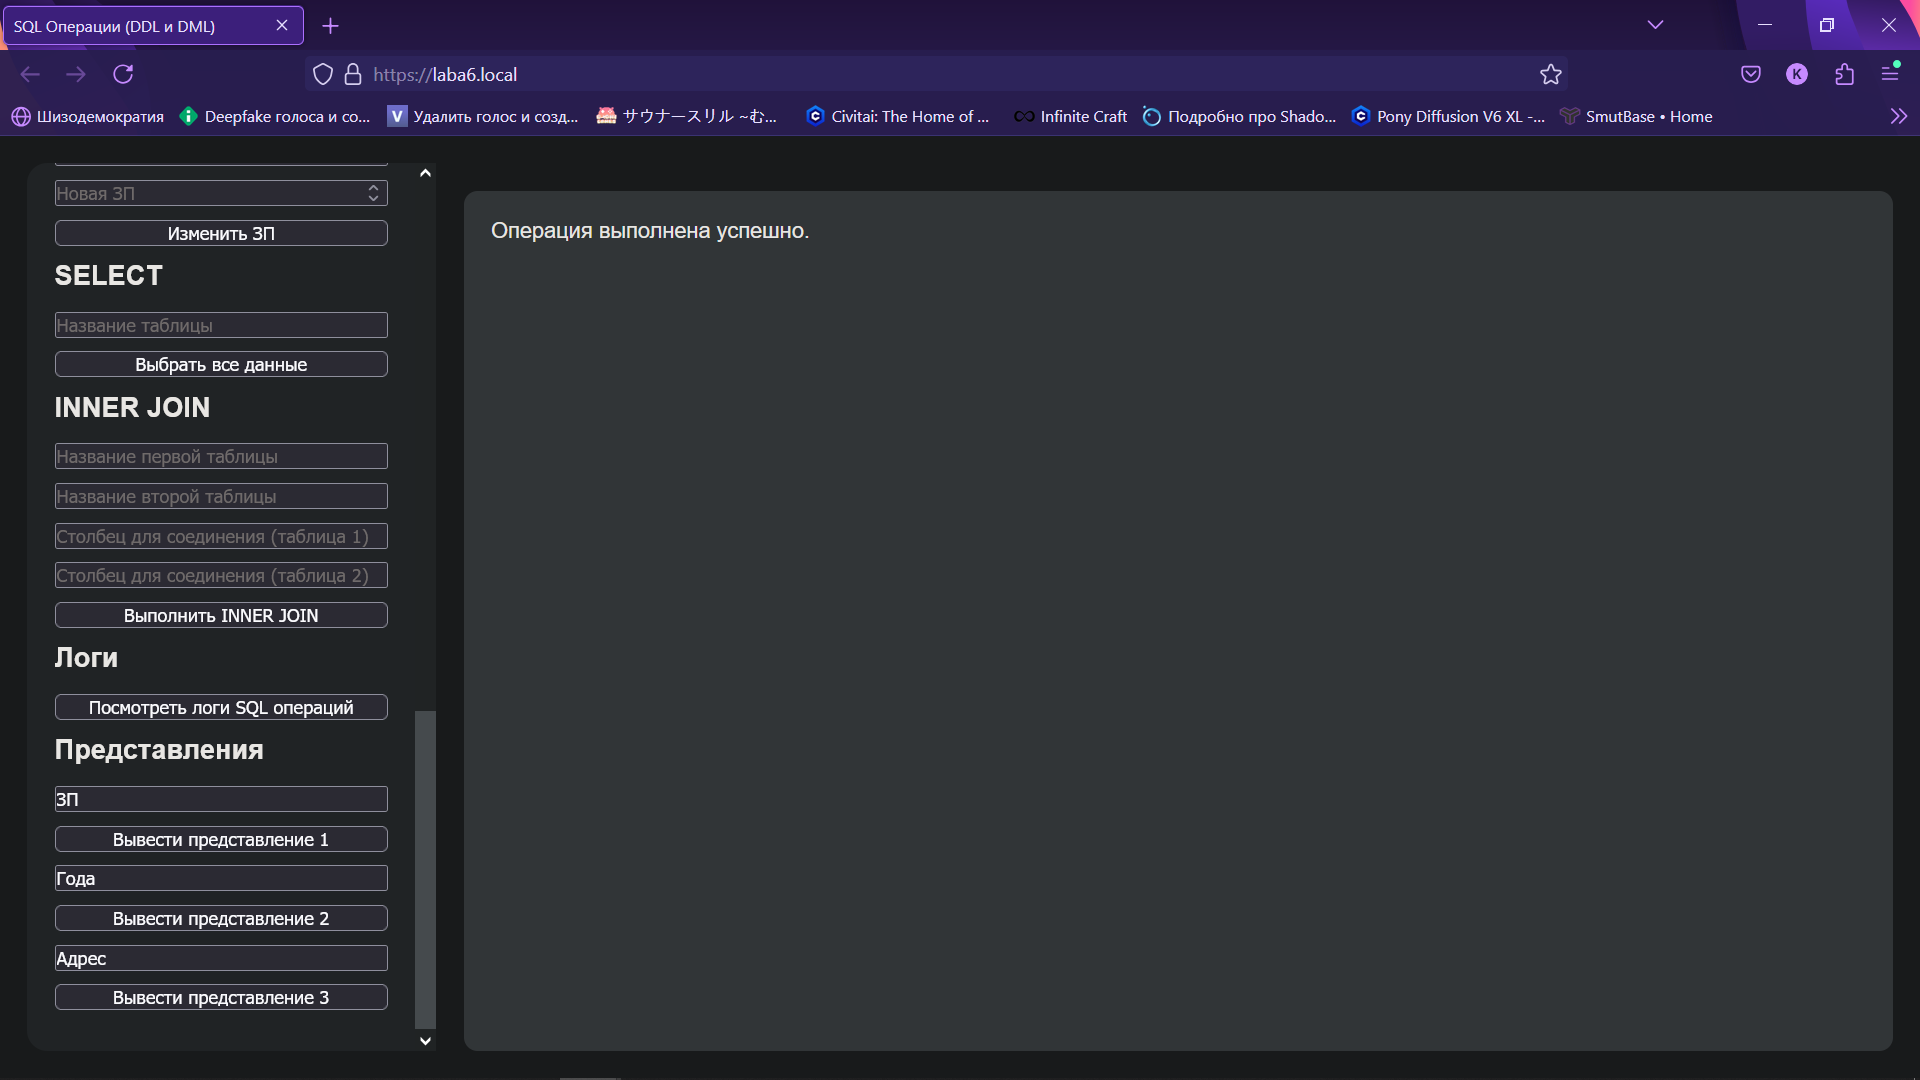 SQL Операции (DDL и DML)
https://laba6.local
K
Шизодемократия
Deepfake голоса и со...
V Удалить голос и созд...
サウナースリル ~む...
Civitai: The Home of ...
Infinite Craft
Подробно про Shado...
Pony Diffusion V6 XL -...
SmutBase • Home
Новая ЗП
Изменить ЗП
SELECT
Название таблицы
Выбрать все данные
INNER JOIN
Название первой таблицы
Название второй таблицы
Столбец для соединения (таблица 1)
Столбец для соединения (таблица 2)
Выполнить INNER JOIN
Логи
Посмотреть логи SQL операций
Представления
ЗП
Вывести представление 1
Года
Вывести представление 2
Адрес
Вывести представление 3
Операция выполнена успешно.